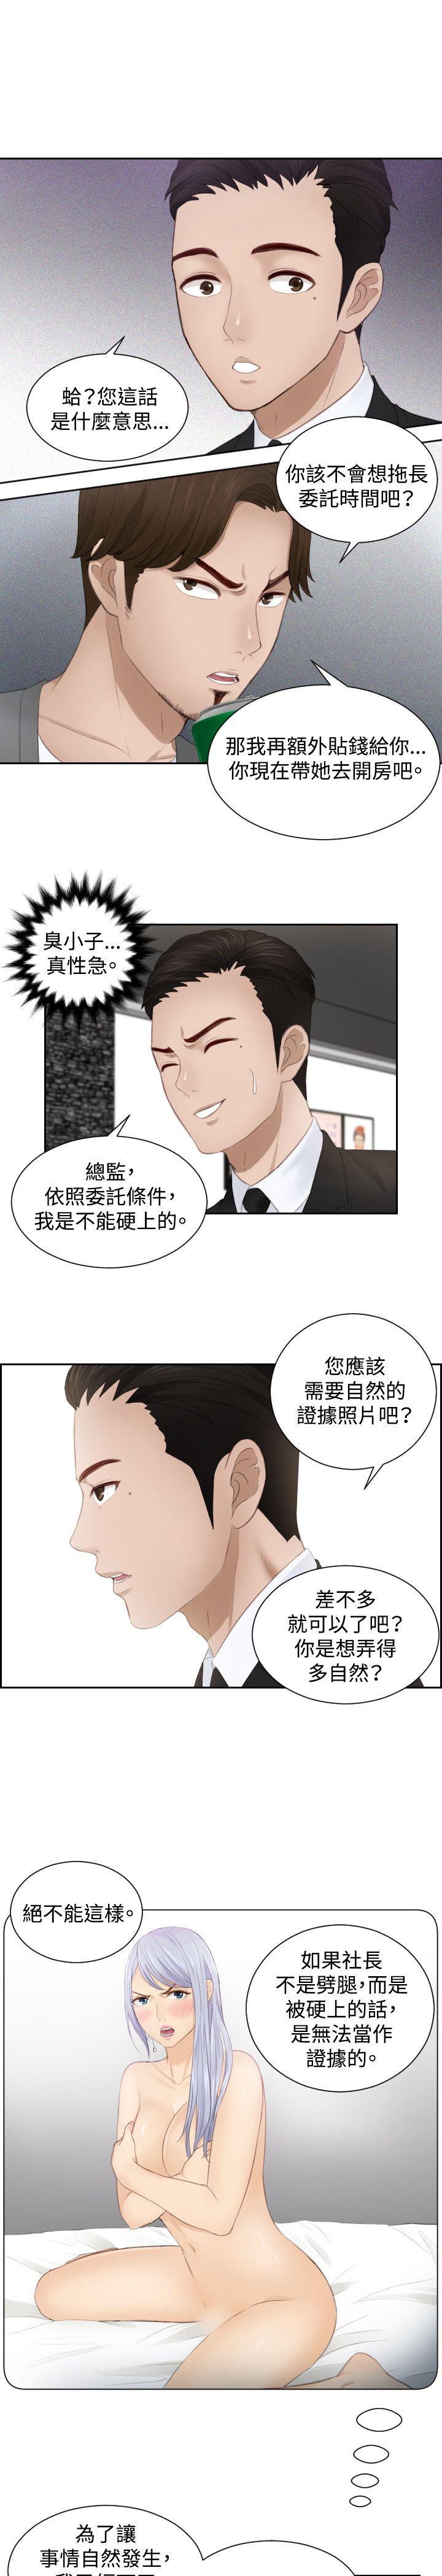 蛤？您這話
是什麼意思…
你該不會想拖長
委託時間吧？
那我再額外貼錢給你…
你現在帶她去開房吧。
臭小子…
真性急。
總監，
依照委託條件，
我是不能硬上的。
您應該
需要自然的
證據照片吧？
差不多
就可以了吧？
你是想弄得
多自然？
絕不能這樣。
如果社長
不是劈腿，而是
被硬上的話，
是無法當作
證據的。
為了讓
事情自然發生，